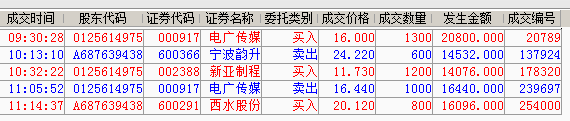 成交时间 股东代码 证券代码 证券名称 委托类别 成交价格 成交数量 发生金额 成交编号
09:30:28 0125614975 000917 电广传媒 买入 16.000 1300 20800.000 20789
10:13:10 A687639438 600366 宁波韵升 卖出 24.220 600 14532.000 137924
10:32:22 0125614975 002388 新亚制程 买入 11.730 1200 14076.000 178320
11:05:52 0125614975 000917 电广传媒 卖出 16.440 1000 16440.000 239697
11:14:37 A687639438 600291 西水股份 买入 20.120 800 16096.000 254000